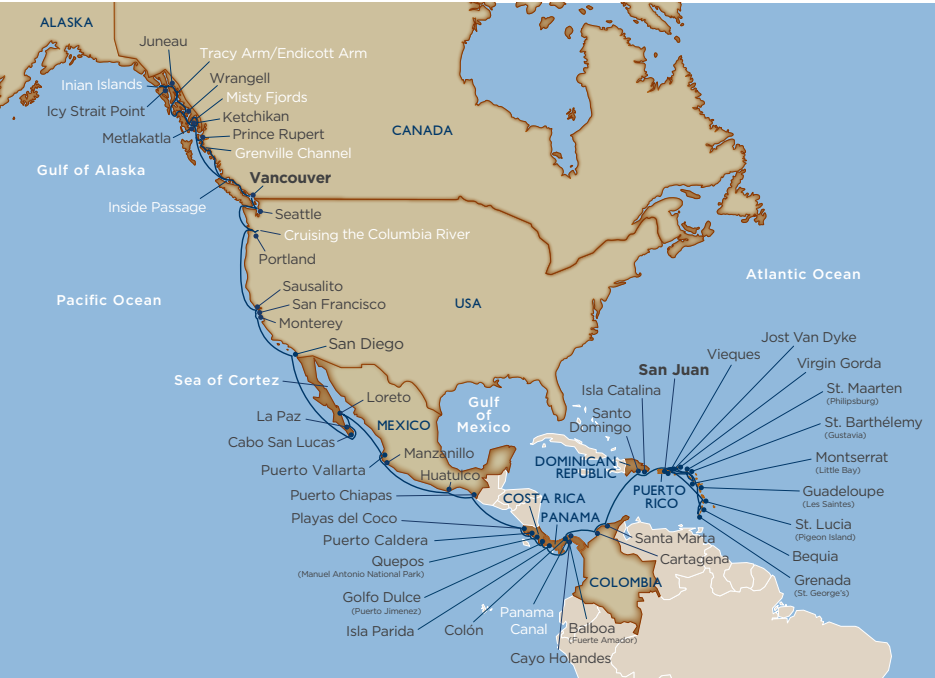 ALASKA
Juneau
Tracy Arm/Endicott Arm
Wrangell
Inian Islands
Misty Fjords
Icy Strait Point
Ketchikan
Metlakatla
Prince Rupert
Grenville Channel
CANADA
Gulf of Alaska
Vancouver
Inside Passage
Seattle
Cruising the Columbia River
Portland
Atlantic Ocean
Pacific Ocean
Sausalito
San Francisco
USA
Monterey
San Diego
Jost Van Dyke
Vieques
Virgin Gorda
San Juan
Sea of Cortez
Isla Catalina
St. Maarten
(Philipsburg)
Loreto
Gulf
of
Mexico
Santo
Domingo
La Paz
MEXICO
St. Barthélemy
(Gustavia)
Cabo San Lucas
Manzanillo
DOMINICAN
REPUBLIC
Montserrat
(Little Bay)
Puerto Vallarta
Huatulco
PUERTO
RICO
Guadeloupe
(Les Saintes)
Puerto Chiapas
COSTA RICA
Playas del Coco
PANAMA
St. Lucia
(Pigeon Island)
Puerto Caldera
Santa Marta
Bequia
Quepos
(Manuel Antonio National Park)
Cartagena
Grenada
(St. George's)
COLOMBIA
Golfo Dulce
(Puerto Jimenez)
Isla Parida
Colón
Panama
Canal
Balboa
(Fuerte Amador)
Cayo Holandes